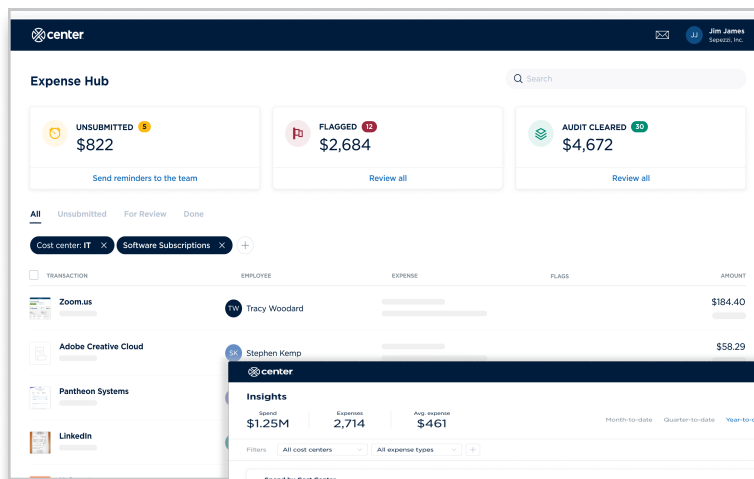 center
JJ
Jim James
Sepezzi, Inc.
Expense Hub
Search
UNSUBMITTED 5
$822
Send reminders to the team
FLAGGED 12
$2,684
Review all
AUDIT CLEARED 30
$4,672
Review all
All Unsubmitted For Review Done
Cost center: IT × Software Subscriptions × +
TRANSACTION EMPLOYEE EXPENSE FLAGS AMOUNT
Zoom.us TW Tracy Woodard $184.40
Adobe Creative Cloud SK Stephen Kemp $58.29
Pantheon Systems
LinkedIn
center
Insights
Spend Expenses Avg. expense
$1.25M 2,714 $461
Month-to-date Quarter-to-date Year-to-
Filters All cost centers All expense types +